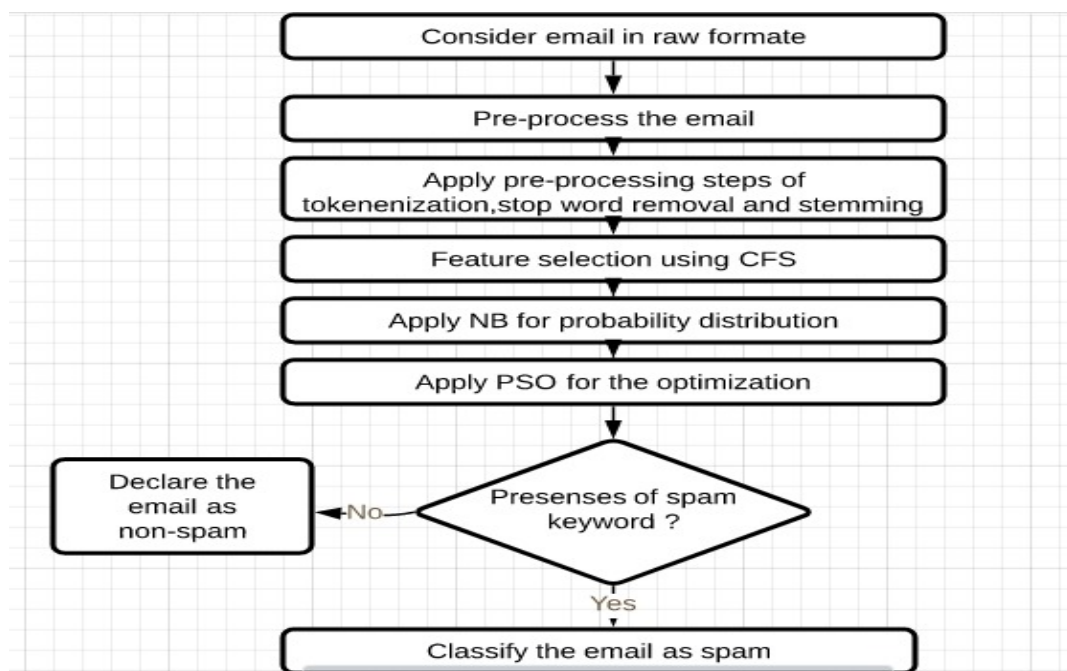 Consider email in raw formate
Pre-process the email
Apply pre-processing steps of
tokenenization,stop word removal and stemming
Feature selection using CFS
Apply NB for probability distribution
Apply PSO for the optimization
Presenses of spam
keyword ?
No
Declare the
email as
non-spam
Yes
Classify the email as spam